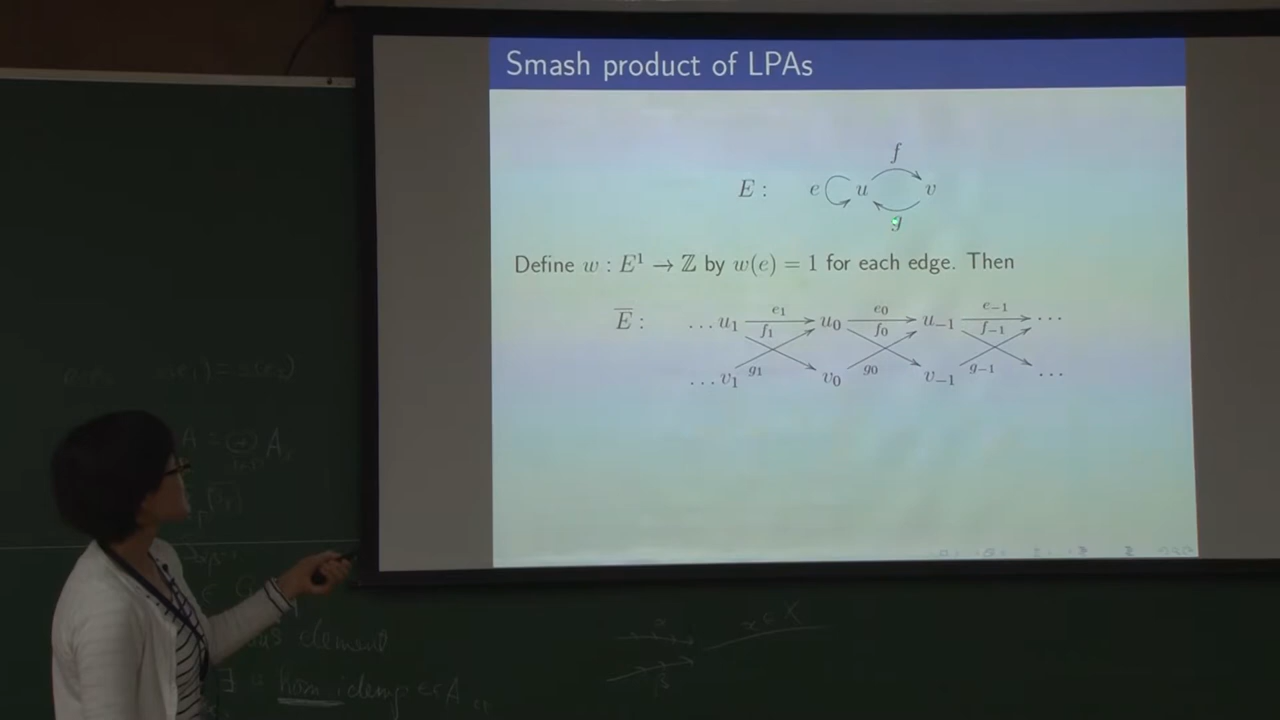 Smash product of LPAs
f
E : e u v
g
Define w : E¹ → ℤ by w(e) = 1 for each edge. Then
e₁ e₀ e₋₁
E̅ : ... u₁ u₀ u₋₁ ...
f₁ f₀ f₋₁
g₁ g₀ g₋₁
... v₁ v₀ v₋₁ ...
A = ⊕ A
element
∃ Hom idemp e ∈ A
α x ∈ X
β